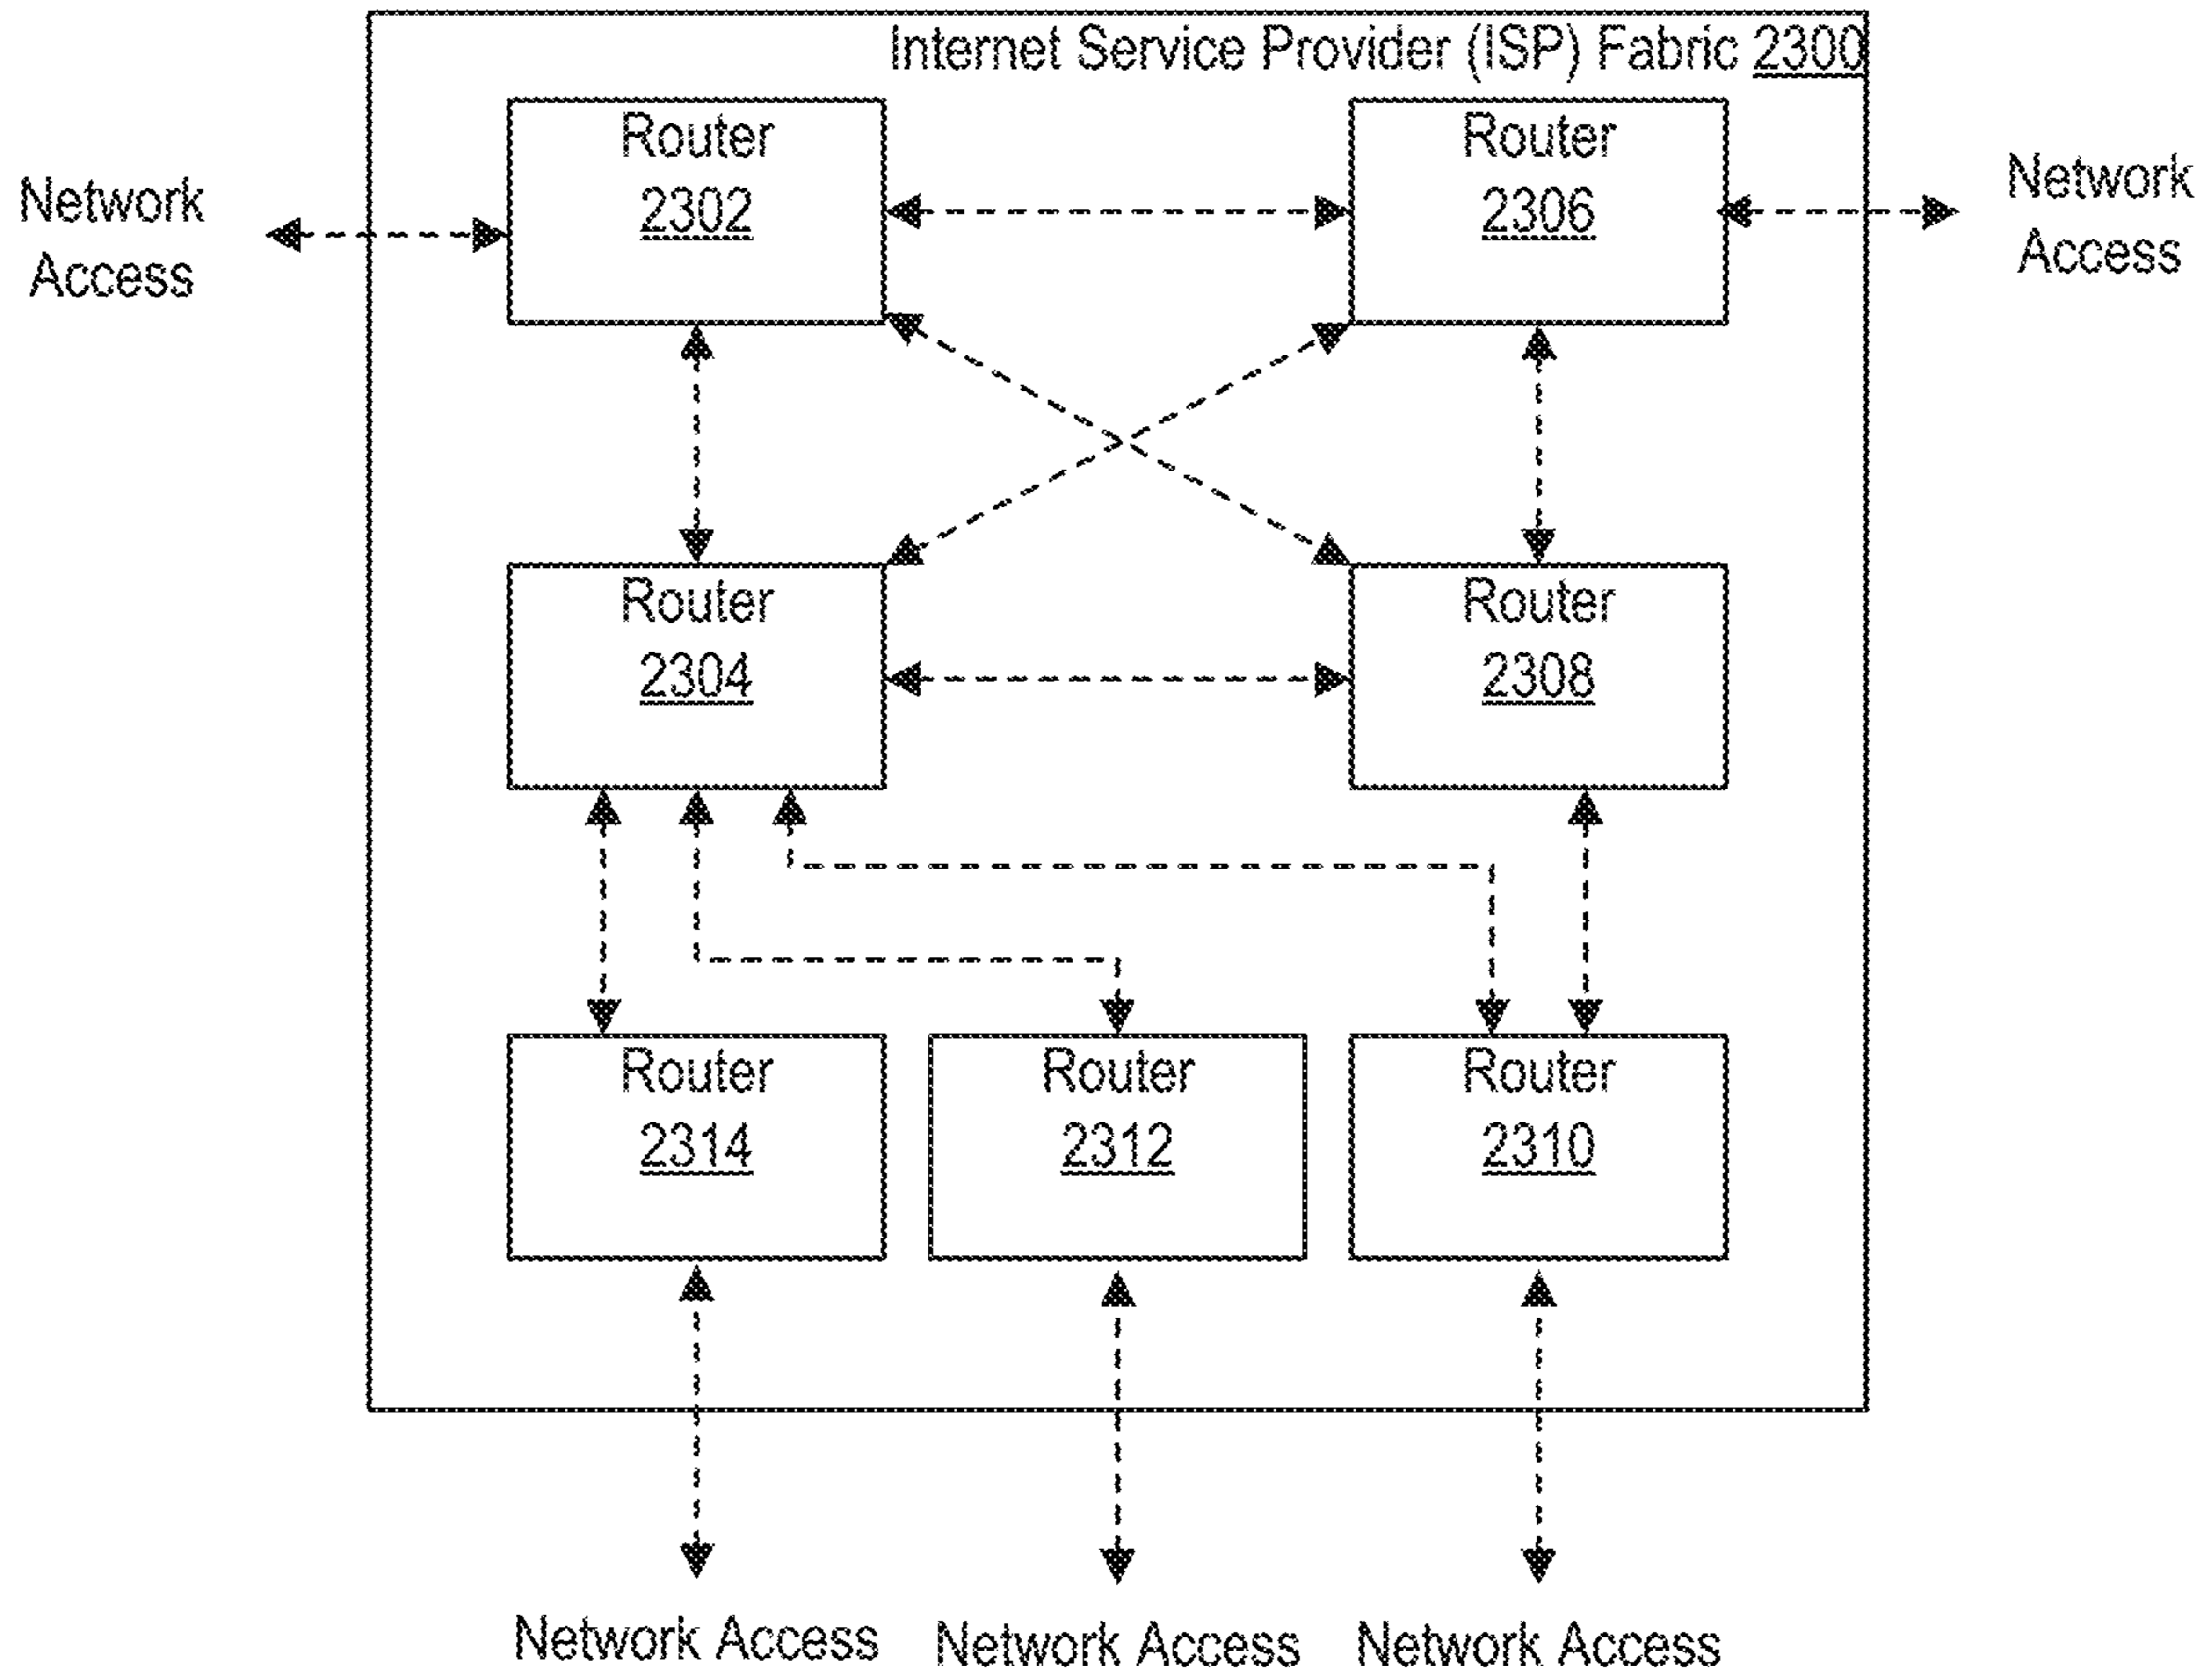 Internet Service Provider (ISP) Fabric 2300
Router
2302
Router
2306
Network
Access
Network
Access
Router
2304
Router
2308
Router
2314
Router
2312
Router
2310
Network Access
Network Access
Network Access